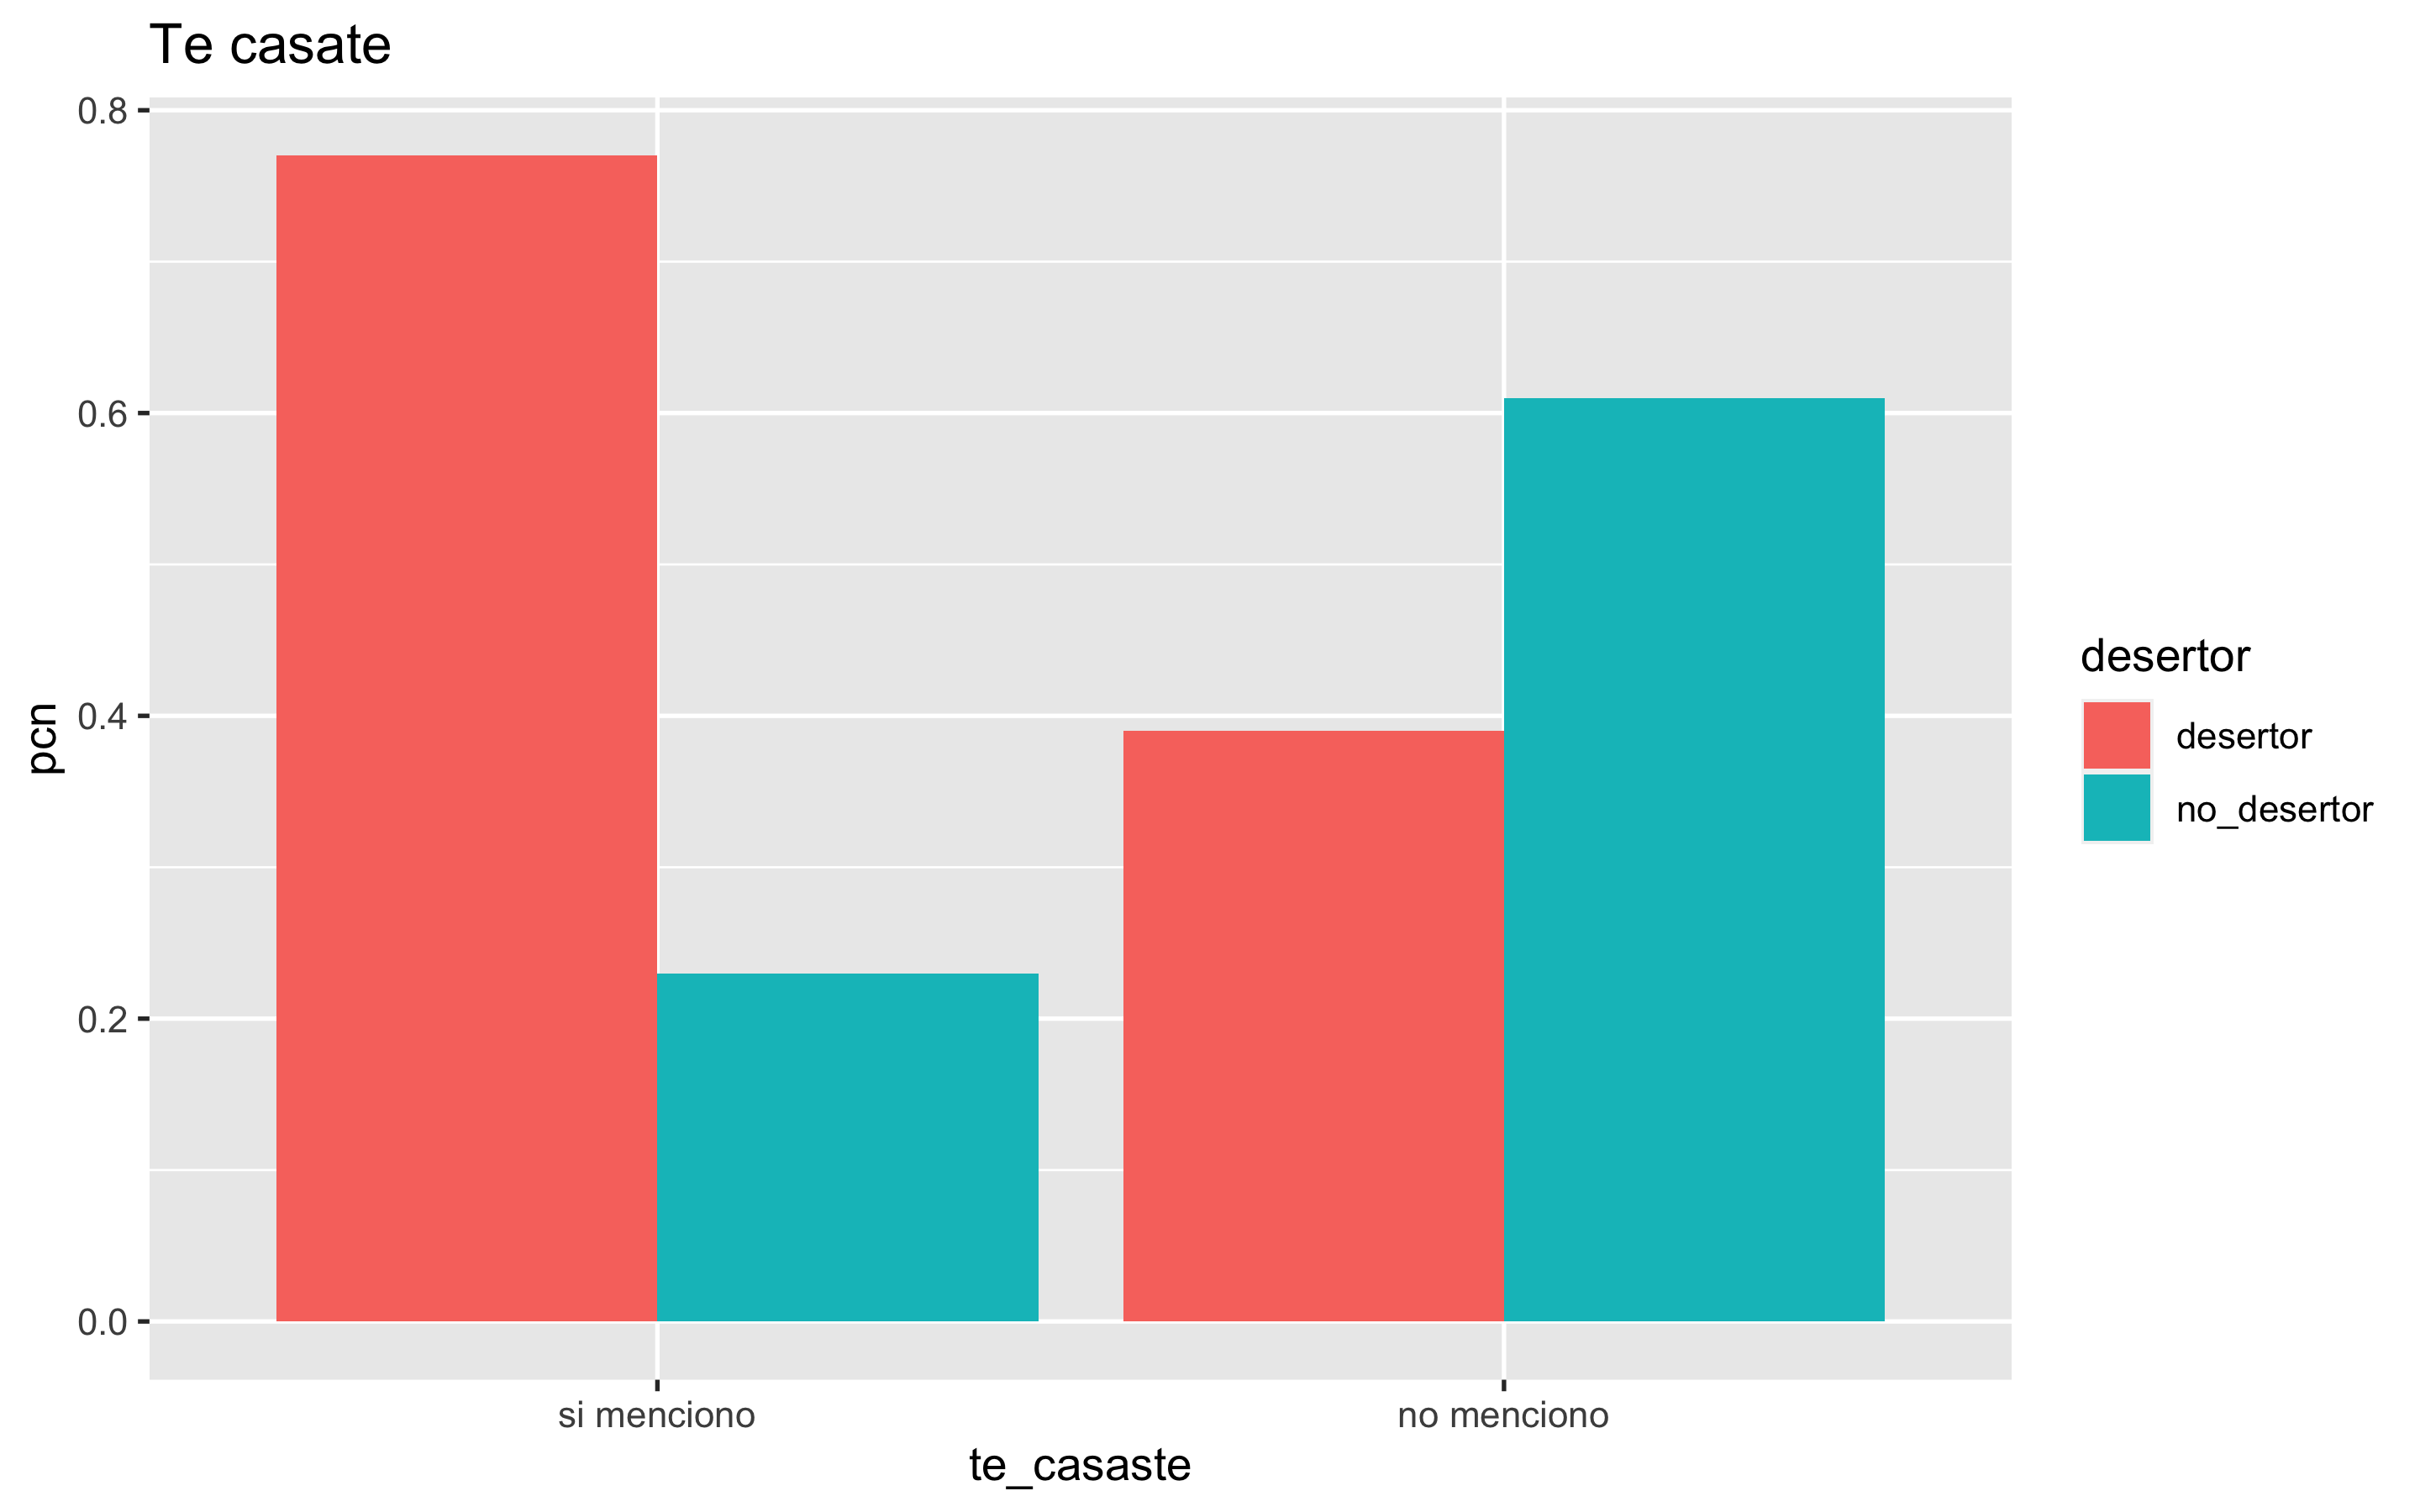 Te casate
0.8
0.6
0.4
0.2
0.0
pcn
si menciono
no menciono
te_casaste
desertor
desertor
no_desertor